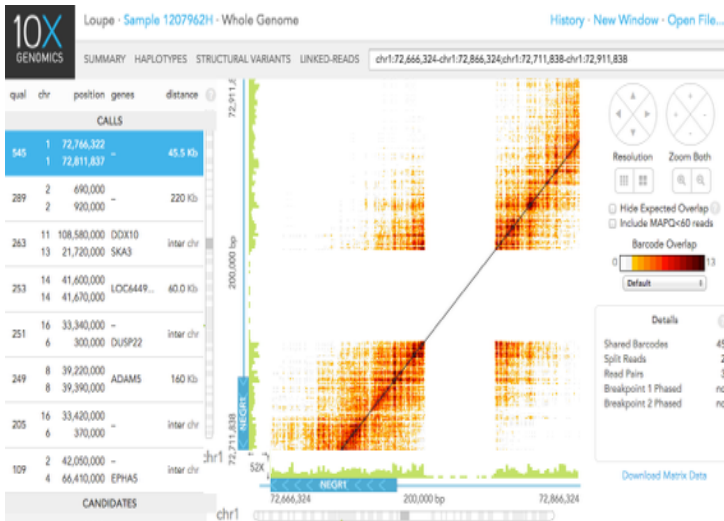 10X
GENOMICS
Loupe · Sample 1207962H · Whole Genome
History · New Window · Open File...
SUMMARY HAPLOTYPES STRUCTURAL VARIANTS LINKED-READS
chr1:72,666,324-chr1:72,866,324;chr1:72,711,838-chr1:72,911,838
qual chr position genes distance
CALLS
545 1 72,766,322 – 45.5 Kb
1 72,811,837
289 2 690,000 – 220 Kb
2 920,000
263 11 108,580,000 DDX10 inter chr
13 21,720,000 SKA3
253 14 41,600,000 LOC6449... 60.0 Kb
14 41,670,000
251 16 33,340,000 – inter chr
6 300,000 DUSP22
249 8 39,220,000 ADAM5 160 Kb
8 39,390,000
205 16 33,420,000 – inter chr
6 370,000
109 2 42,050,000 – inter chr
4 66,410,000 EPHA5
CANDIDATES
72,911,8
200,000 bp
72,711,838
NEGR1
chr1
52X
NEGR1
72,666,324
200,000 bp
72,866,324
chr1
Resolution Zoom Both
Hide Expected Overlap
Include MAPQ<60 reads
Barcode Overlap
0 13
Default
Details
Shared Barcodes 45
Split Reads 2
Read Pairs 3
Breakpoint 1 Phased no
Breakpoint 2 Phased no
Download Matrix Data